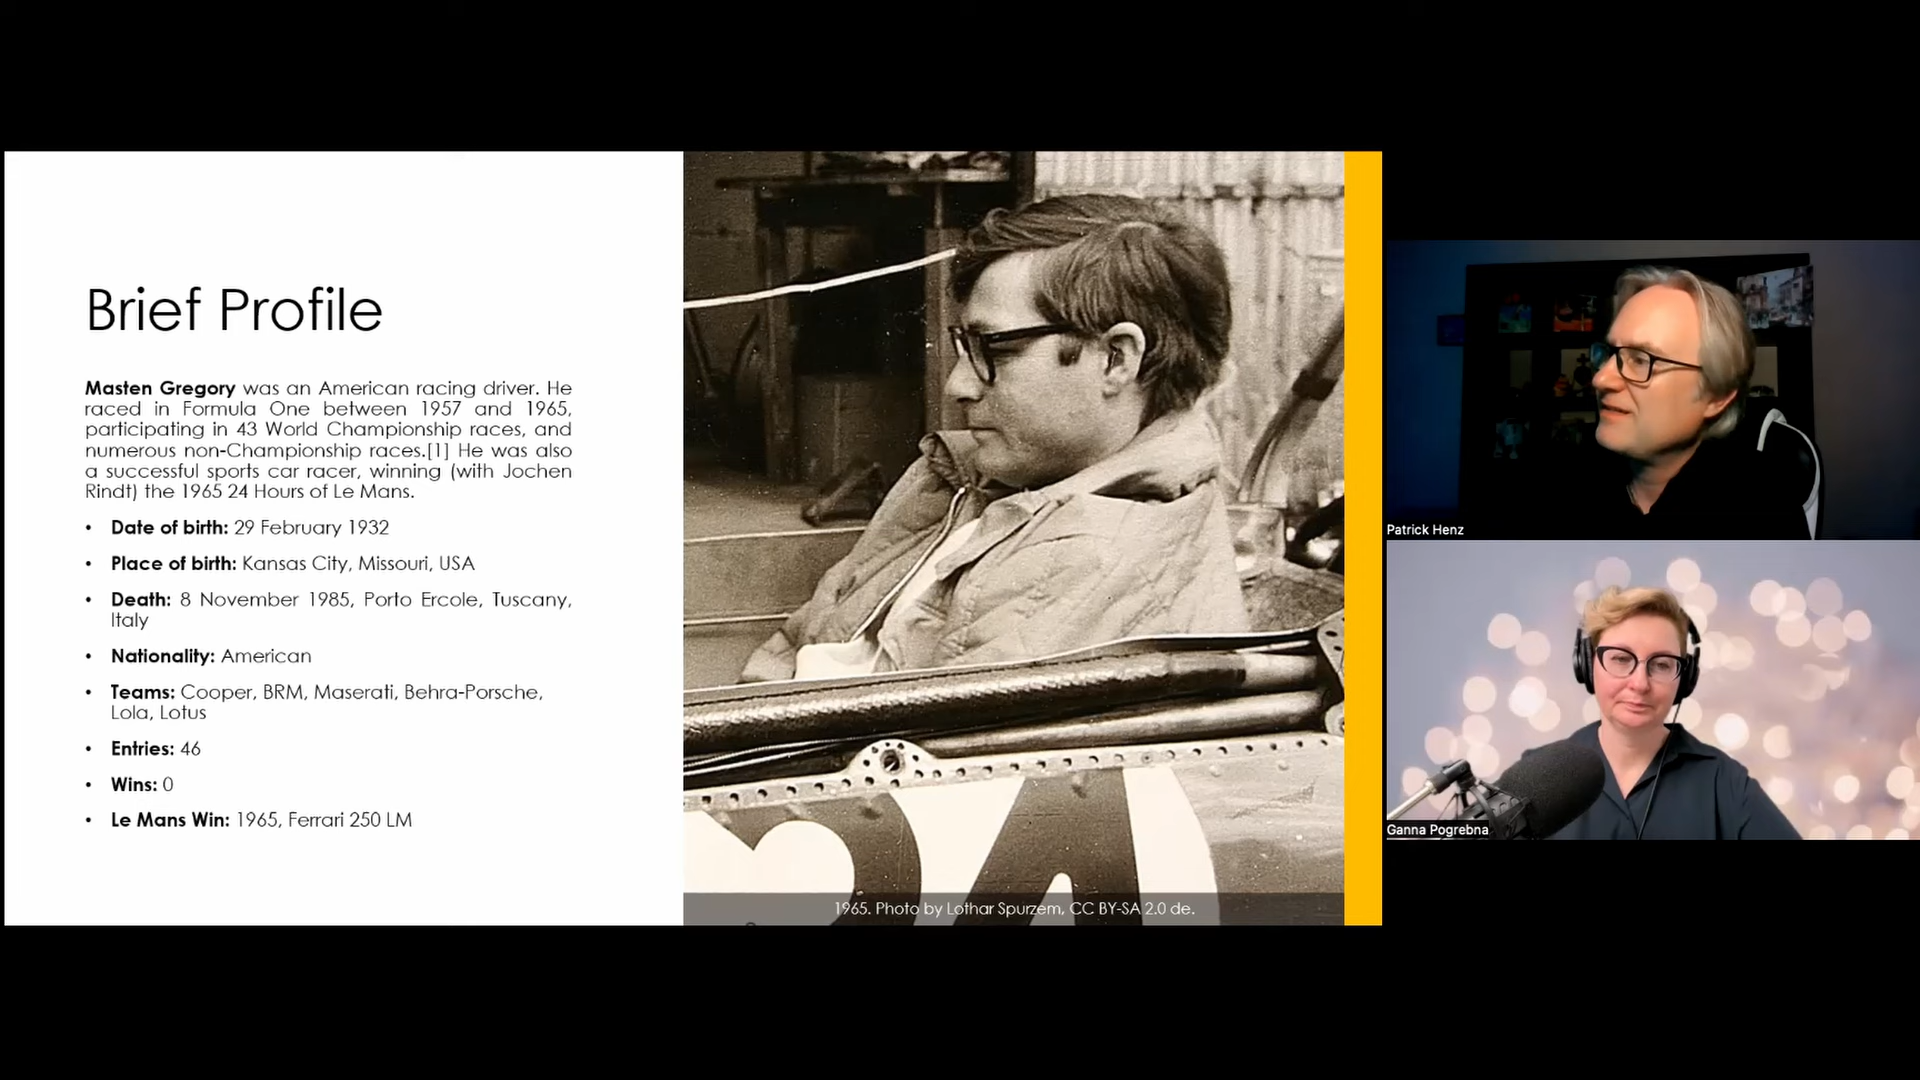 Brief Profile
Masten Gregory was an American racing driver. He
raced in Formula One between 1957 and 1965,
participating in 43 World Championship races, and
numerous non-Championship races.[1] He was also
a successful sports car racer, winning (with Jochen
Rindt) the 1965 24 Hours of Le Mans.
• Date of birth: 29 February 1932
• Place of birth: Kansas City, Missouri, USA
• Death: 8 November 1985, Porto Ercole, Tuscany,
Italy
• Nationality: American
• Teams: Cooper, BRM, Maserati, Behra-Porsche,
Lola, Lotus
• Entries: 46
• Wins: 0
• Le Mans Win: 1965, Ferrari 250 LM
1965. Photo by Lothar Spurzem, CC BY-SA 2.0 de.
Patrick Henz
Ganna Pogrebna